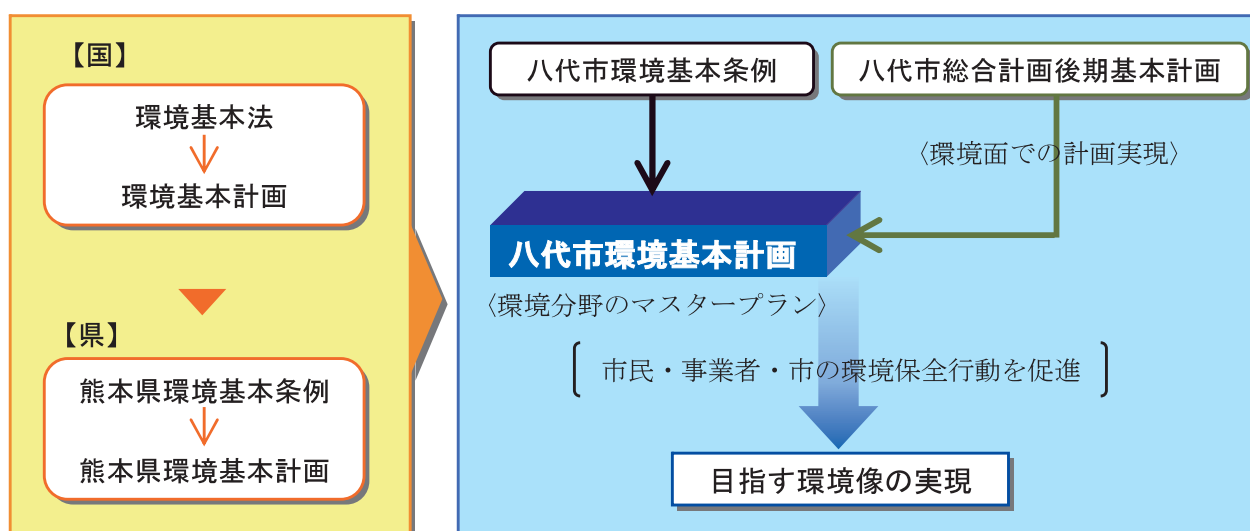 【国】
環境基本法
環境基本計画
【県】
熊本県環境基本条例
熊本県環境基本計画
八代市環境基本条例
八代市総合計画後期基本計画
〈環境面での計画実現〉
八代市環境基本計画
〈環境分野のマスタープラン〉
市民・事業者・市の環境保全行動を促進
目指す環境像の実現